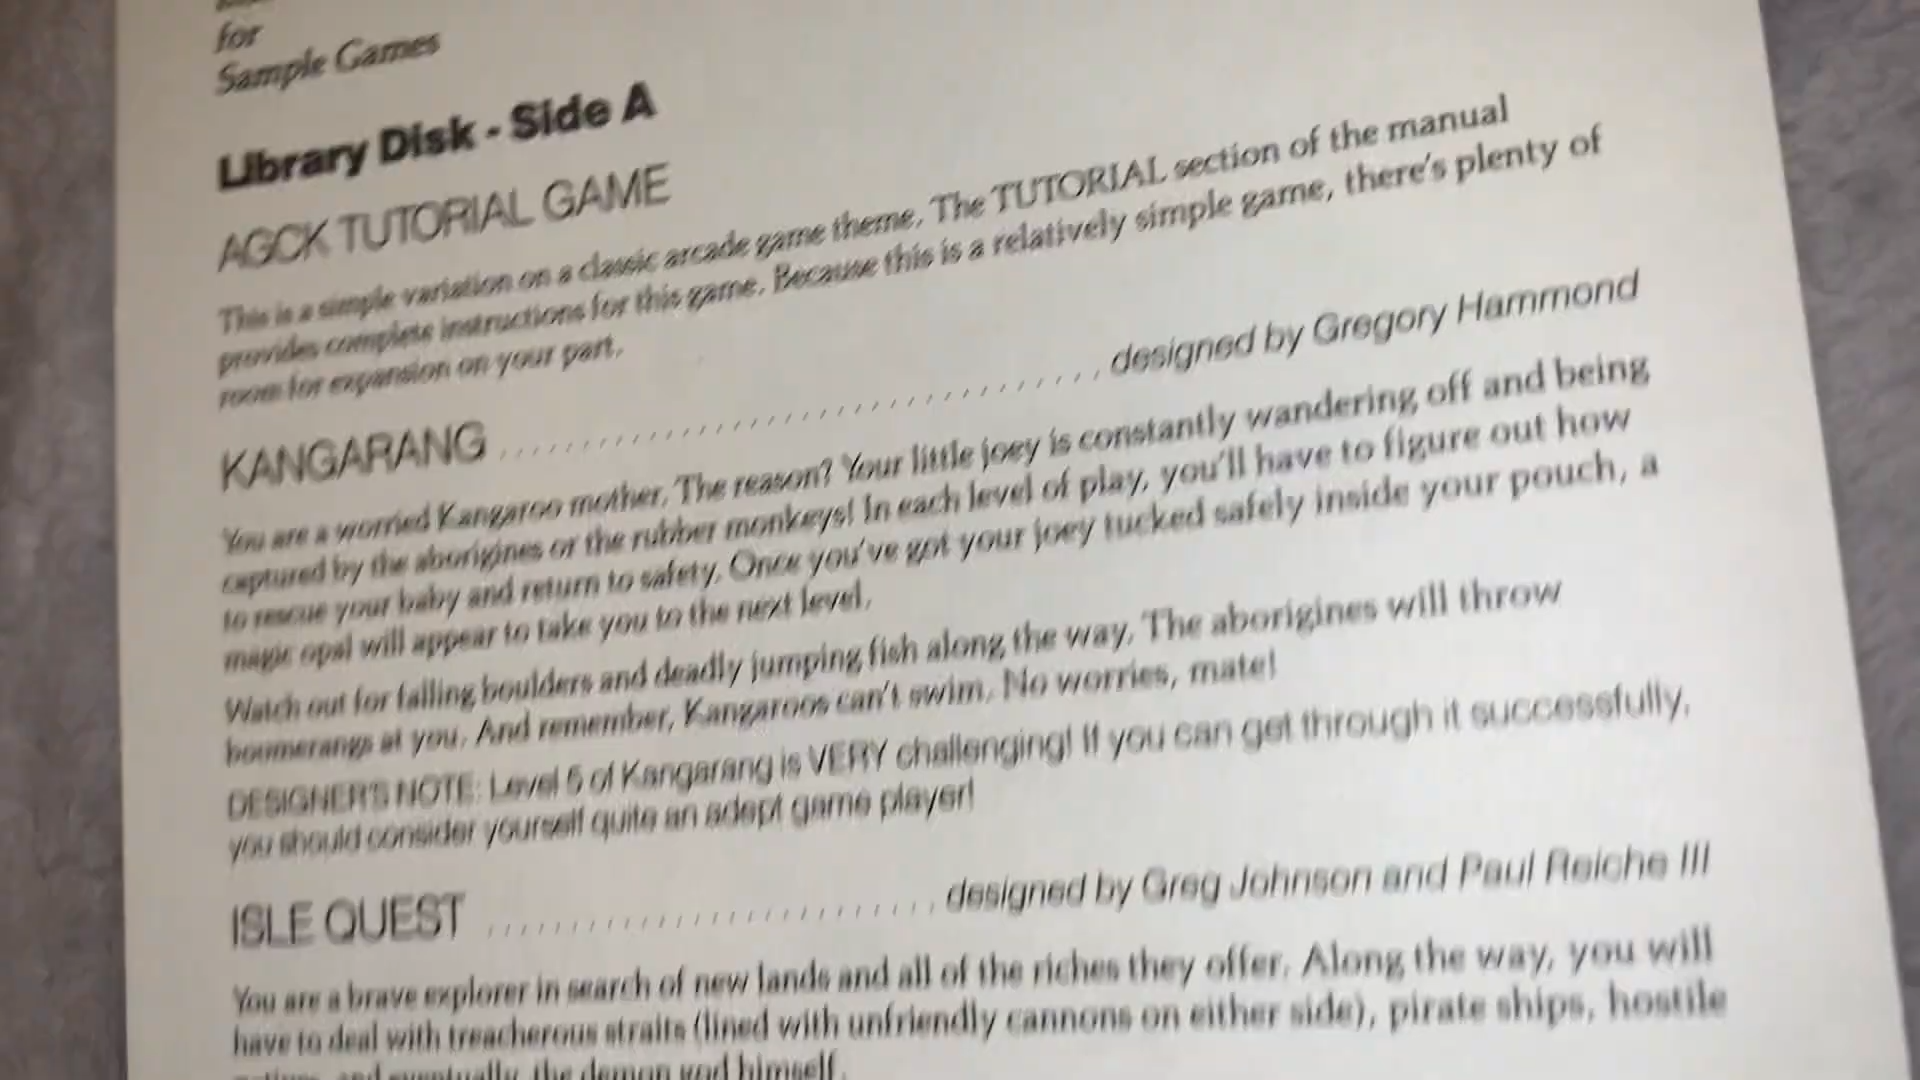 for
Sample Games
Library Disk - Side A
AGCK TUTORIAL GAME
This is a simple variation on a classic arcade game theme. The TUTORIAL section of the manual
provides complete instructions for this game. Because this is a relatively simple game, there's plenty of
room for expansion on your part.
KANGARANG .............................. designed by Gregory Hammond
You are a worried Kangaroo mother. The reason? Your little joey is constantly wandering off and being
captured by the aborigines or the rubber monkeys! In each level of play, you'll have to figure out how
to rescue your baby and return to safety. Once you've got your joey tucked safely inside your pouch, a
magic opal will appear to take you to the next level.
Watch out for falling boulders and deadly jumping fish along the way. The aborigines will throw
boomerangs at you. And remember, Kangaroos can't swim. No worries, mate!
DESIGNER'S NOTE: Level 5 of Kangarang is VERY challenging! If you can get through it successfully,
you should consider yourself quite an adept game player!
ISLE QUEST ......................... designed by Greg Johnson and Paul Reiche III
You are a brave explorer in search of new lands and all of the riches they offer. Along the way, you will
have to deal with treacherous straits (lined with unfriendly cannons on either side), pirate ships, hostile
natives, and eventually, the demon god himself.